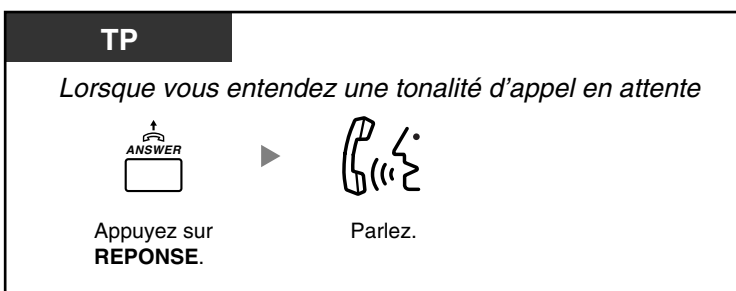 TP
Lorsque vous entendez une tonalité d'appel en attente
ANSWER
Appuyez sur
REPONSE.
Parlez.